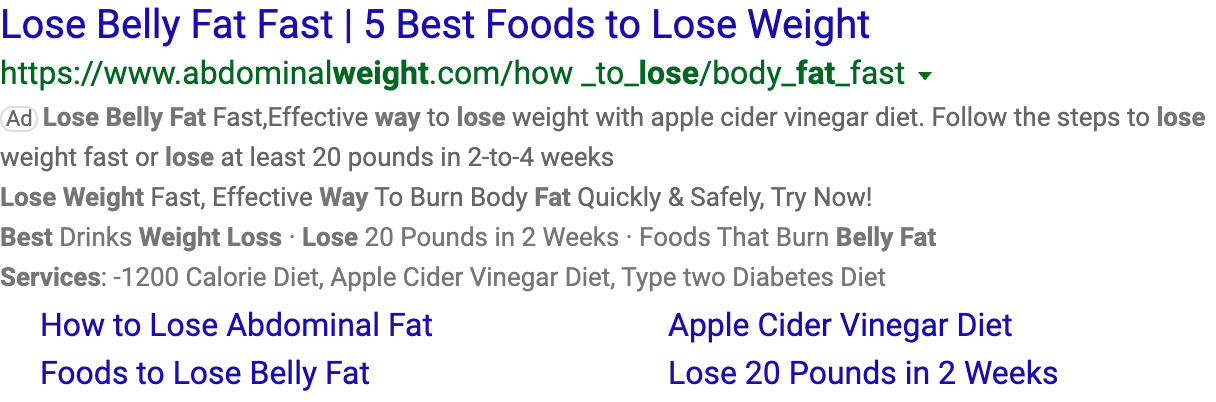 Lose Belly Fat Fast | 5 Best Foods to Lose Weight
https://www.abdominalweight.com/how _to_lose/body_fat_fast
Ad Lose Belly Fat Fast,Effective way to lose weight with apple cider vinegar diet. Follow the steps to lose
weight fast or lose at least 20 pounds in 2-to-4 weeks
Lose Weight Fast, Effective Way To Burn Body Fat Quickly & Safely, Try Now!
Best Drinks Weight Loss · Lose 20 Pounds in 2 Weeks · Foods That Burn Belly Fat
Services: -1200 Calorie Diet, Apple Cider Vinegar Diet, Type two Diabetes Diet
How to Lose Abdominal Fat
Apple Cider Vinegar Diet
Foods to Lose Belly Fat
Lose 20 Pounds in 2 Weeks